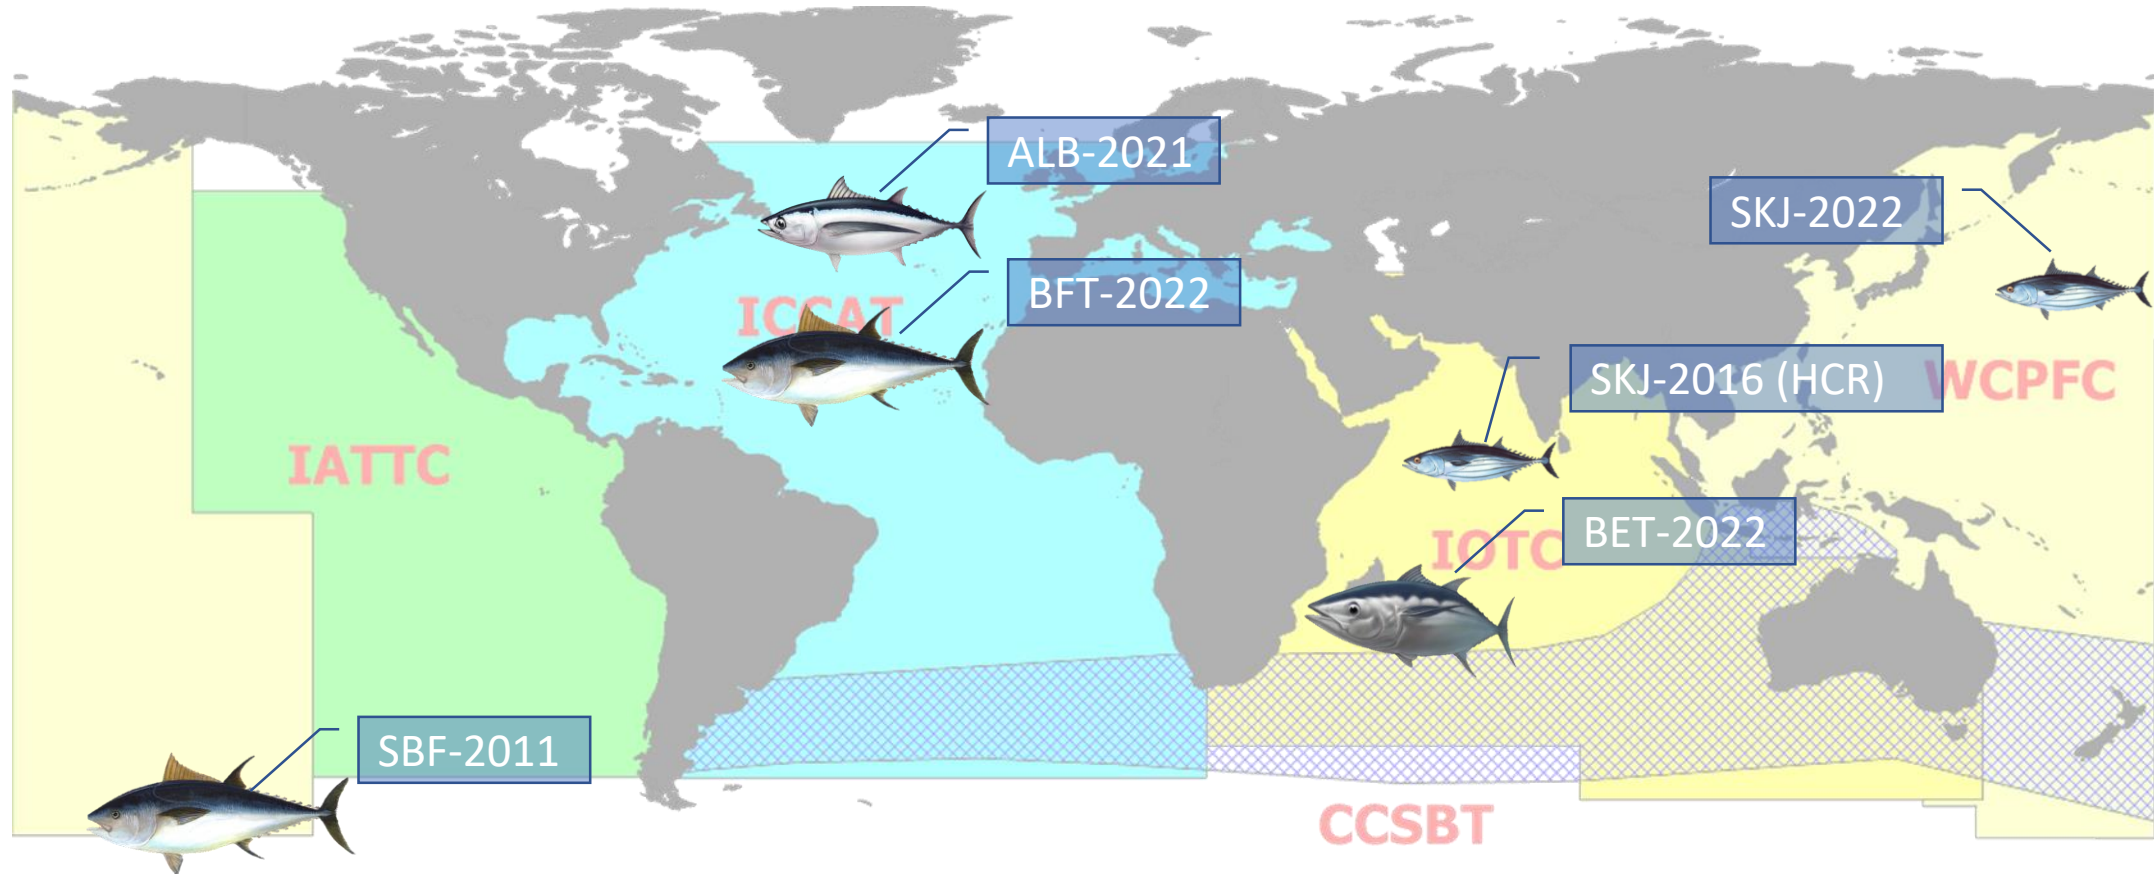 ALB-2021
SKJ-2022
BFT-2022
ICCAT
SKJ-2016 (HCR)
WCPFC
IATTC
BET-2022
IOTC
SBF-2011
CCSBT